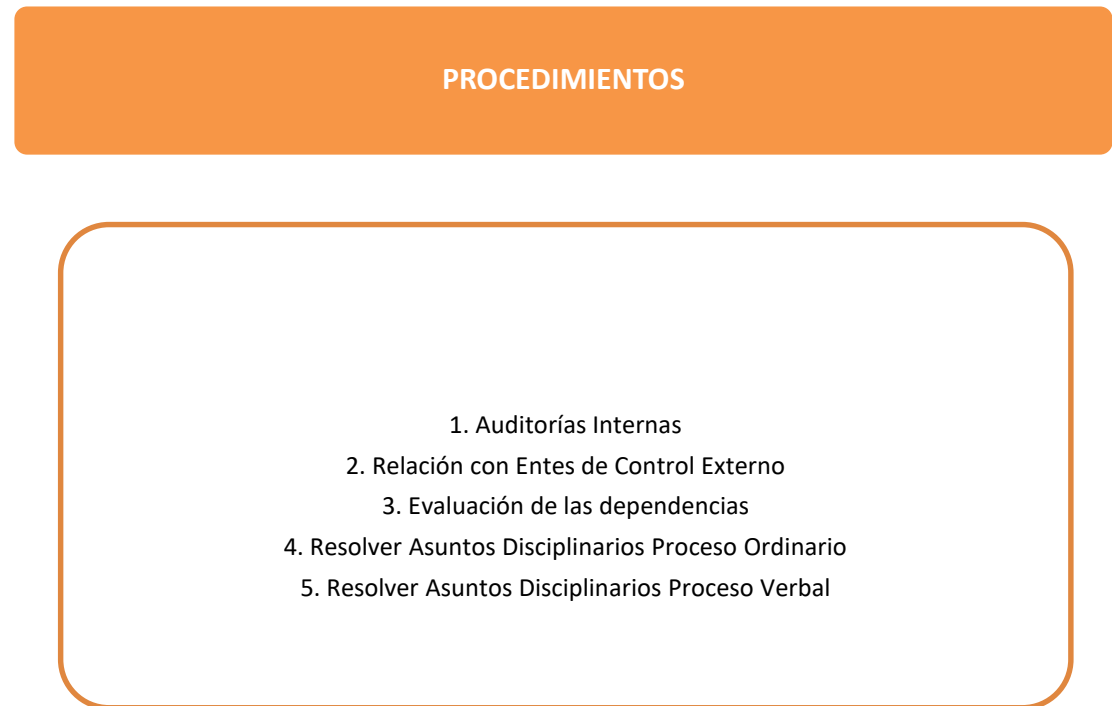 PROCEDIMIENTOS
1. Auditorías Internas
2. Relación con Entes de Control Externo
3. Evaluación de las dependencias
4. Resolver Asuntos Disciplinarios Proceso Ordinario
5. Resolver Asuntos Disciplinarios Proceso Verbal